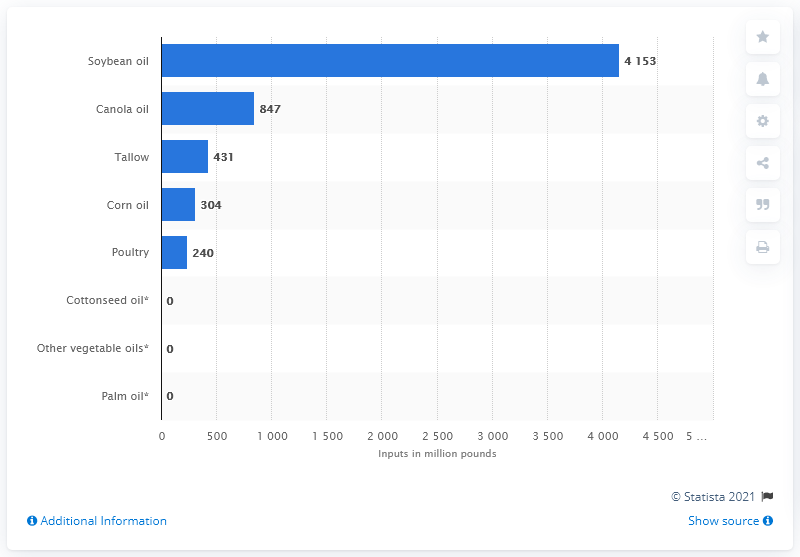 Soybean oil 4 153
Canola oil 847
Tallow 431
Corn oil 304
Poultry 240
Cottonseed oil* 0
Other vegetable oils* 0
Palm oil* 0
0 500 1 000 1 500 2 000 2 500 3 000 3 500 4 000 4 500 5 ...
Inputs in million pounds
© Statista 2021
Additional Information Show source